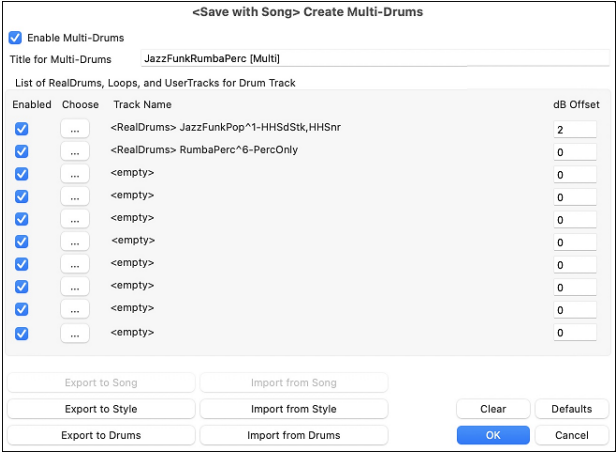 <Save with Song> Create Multi-Drums
Enable Multi-Drums
Title for Multi-Drums JazzFunkRumbaPerc [Multi]
List of RealDrums, Loops, and UserTracks for Drum Track
Enabled Choose Track Name dB Offset
... <RealDrums> JazzFunkPop^1-HHSdStk,HHSnr 2
... <RealDrums> RumbaPerc^6-PercOnly 0
... <empty> 0
... <empty> 0
... <empty> 0
... <empty> 0
... <empty> 0
... <empty> 0
... <empty> 0
... <empty> 0
Export to Song Import from Song
Export to Style Import from Style Clear Defaults
Export to Drums Import from Drums OK Cancel